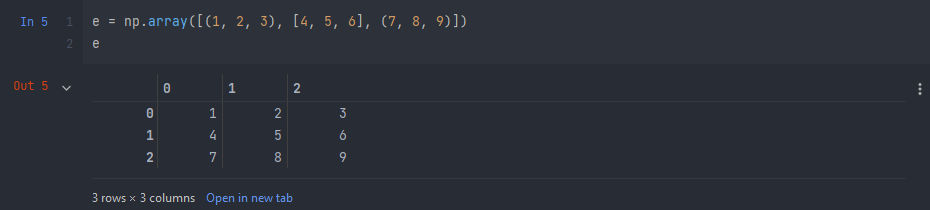 In 5 1 e = np.array([(1, 2, 3), [4, 5, 6], (7, 8, 9)])
2 e
Out 5
0 1 2
0 1 2 3
1 4 5 6
2 7 8 9
3 rows × 3 columns Open in new tab